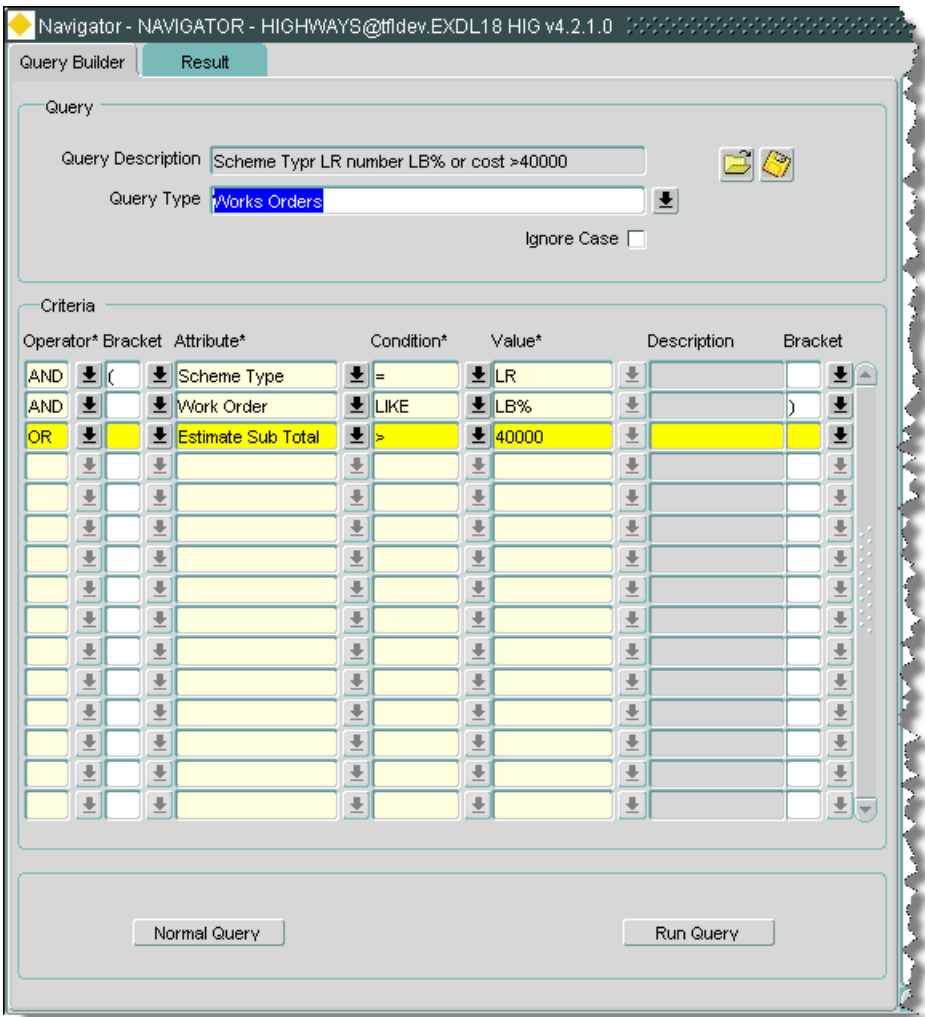 Navigator - NAVIGATOR - HIGHWAYS@tfldev.EXDL18 HIG v4.2.1.0
Query Builder Result
Query
Query Description Scheme Typr LR number LB% or cost >40000
Query Type Works Orders
Ignore Case
Criteria
Operator* Bracket Attribute* Condition* Value* Description Bracket
AND ( Scheme Type = LR
AND Work Order LIKE LB% )
OR Estimate Sub Total > 40000
Normal Query Run Query